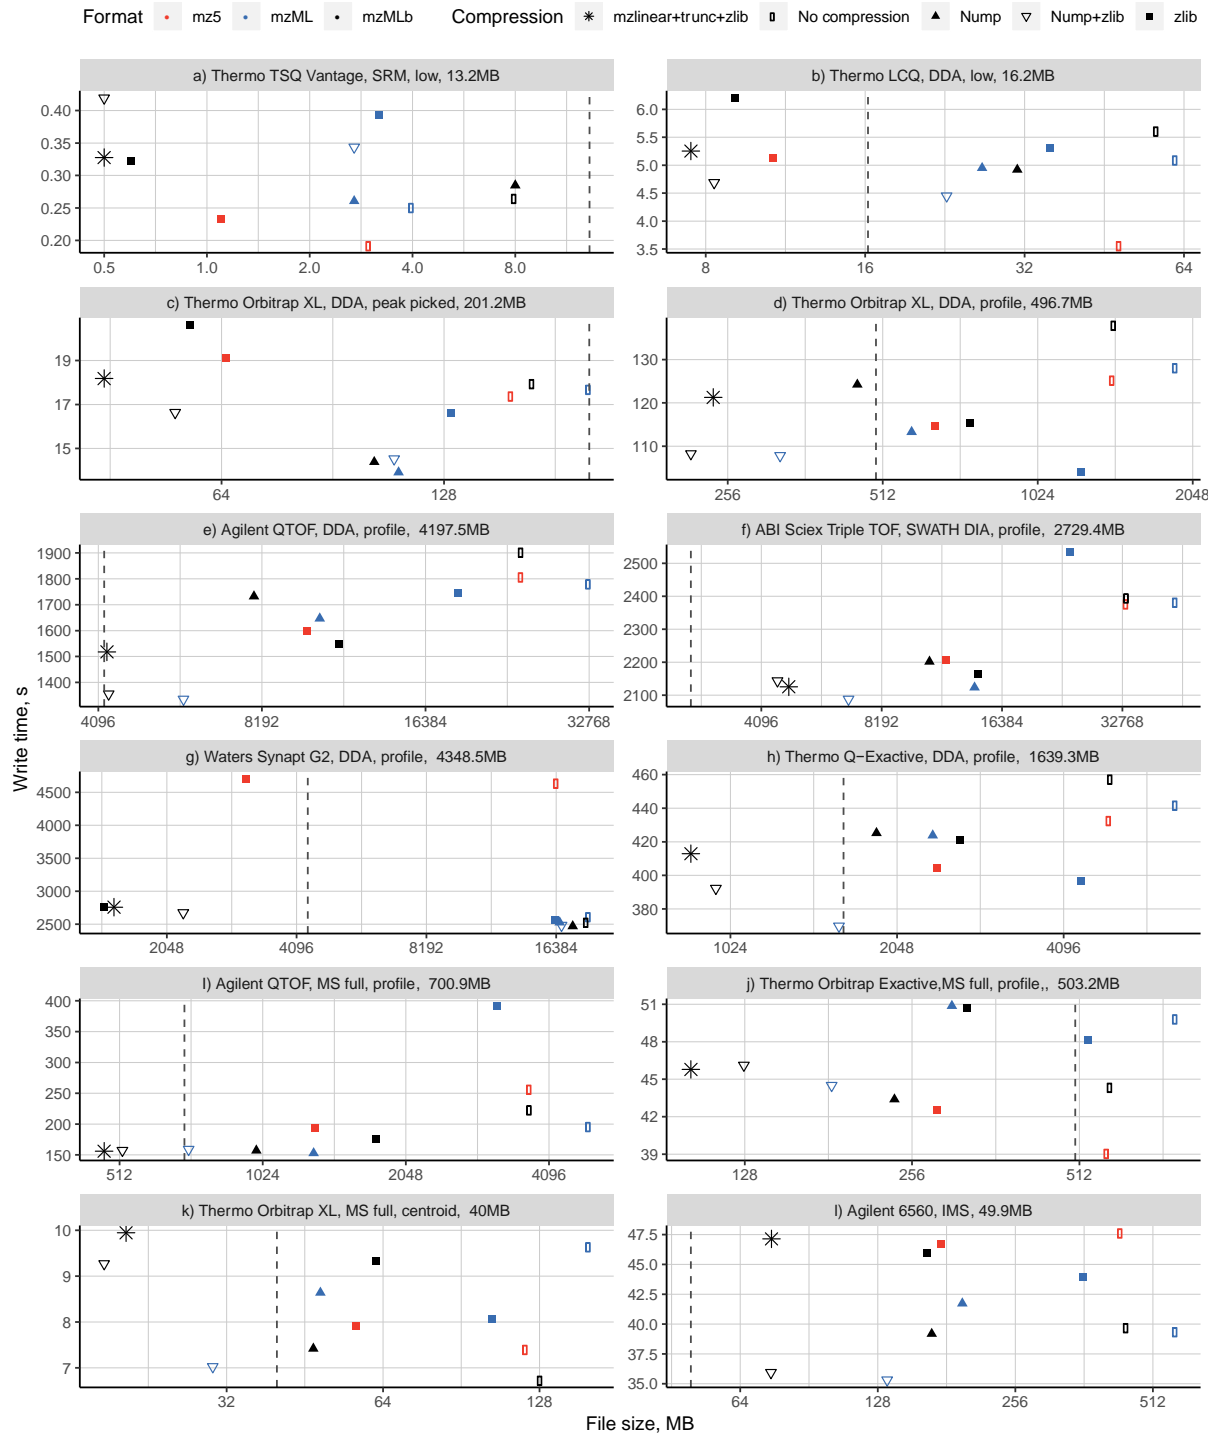 Format mz5 mzML mzMLb Compression mzlinear+trunc+zlib No compression Nump Nump+zlib zlib
a) Thermo TSQ Vantage, SRM, low, 13.2MB
0.40
0.35
0.30
0.25
0.20
0.5 1.0 2.0 4.0 8.0
b) Thermo LCQ, DDA, low, 16.2MB
6.0
5.5
5.0
4.5
4.0
3.5
8 16 32 64
c) Thermo Orbitrap XL, DDA, peak picked, 201.2MB
19
17
15
64 128
d) Thermo Orbitrap XL, DDA, profile, 496.7MB
130
120
110
256 512 1024 2048
e) Agilent QTOF, DDA, profile, 4197.5MB
1900
1800
1700
1600
1500
1400
4096 8192 16384 32768
f) ABI Sciex Triple TOF, SWATH DIA, profile, 2729.4MB
2500
2400
2300
2200
2100
4096 8192 16384 32768
Write time, s
g) Waters Synapt G2, DDA, profile, 4348.5MB
4500
4000
3500
3000
2500
2048 4096 8192 16384
h) Thermo Q−Exactive, DDA, profile, 1639.3MB
460
440
420
400
380
1024 2048 4096
I) Agilent QTOF, MS full, profile, 700.9MB
400
350
300
250
200
150
512 1024 2048 4096
j) Thermo Orbitrap Exactive,MS full, profile,, 503.2MB
51
48
45
42
39
128 256 512
k) Thermo Orbitrap XL, MS full, centroid, 40MB
10
9
8
7
32 64 128
l) Agilent 6560, IMS, 49.9MB
47.5
45.0
42.5
40.0
37.5
35.0
64 128 256 512
File size, MB